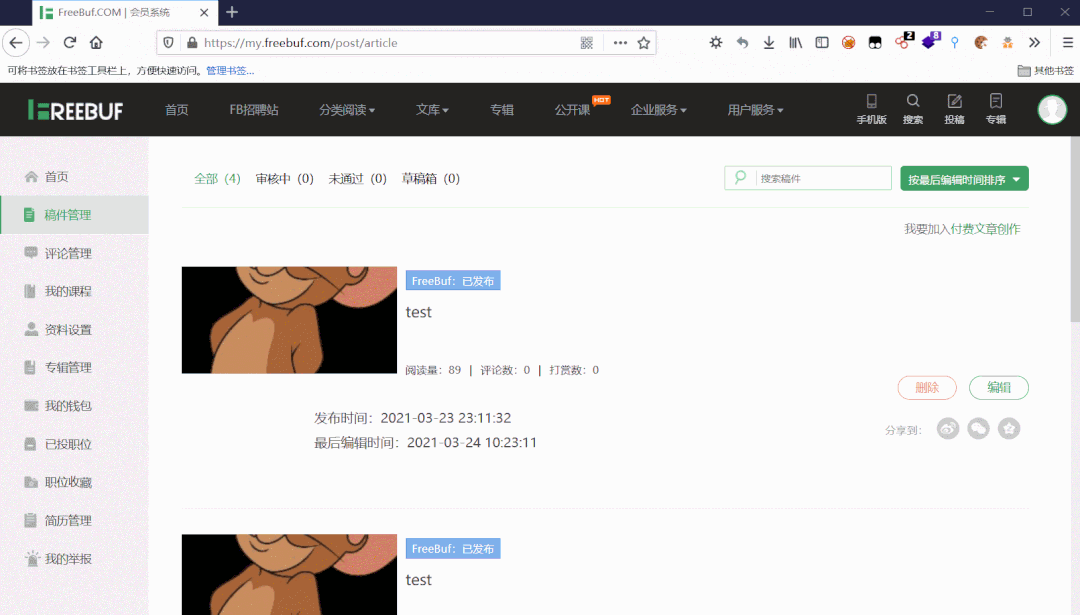 FreeBuf.COM | 会员系统
https://my.freebuf.com/post/article
2
8
可将书签放在书签工具栏上，方便快速访问。管理书签...
其他书签
FREEBUF
首页 FB招聘站 分类阅读 文库 专辑 公开课 HOT 企业服务 用户服务
手机版 搜索 投稿 专辑
首页
稿件管理
评论管理
我的课程
资料设置
专辑管理
我的钱包
已投职位
职位收藏
简历管理
我的举报
全部 (4) 审核中 (0) 未通过 (0) 草稿箱 (0)
搜索稿件
按最后编辑时间排序
我要加入付费文章创作
FreeBuf：已发布
test
阅读量：89 | 评论数：0 | 打赏数：0
删除 编辑
发布时间：2021-03-23 23:11:32
最后编辑时间：2021-03-24 10:23:11
分享到：
FreeBuf：已发布
test